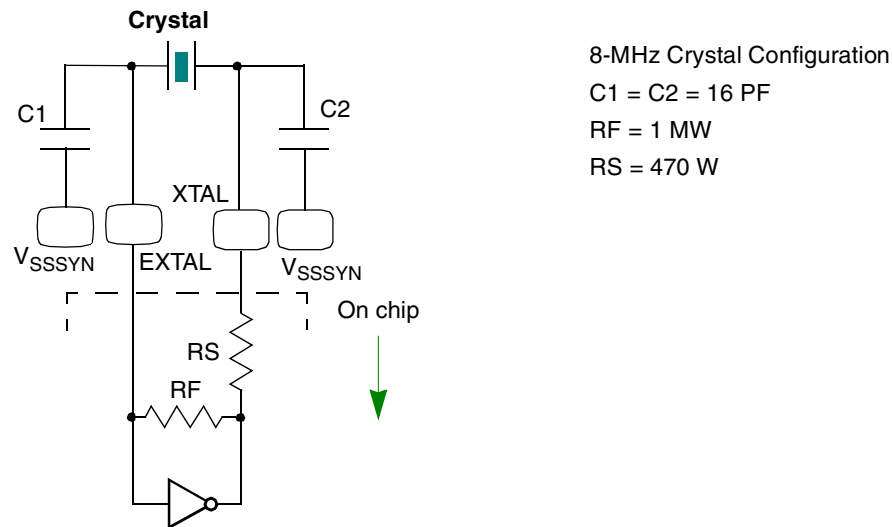 Crystal
8-MHz Crystal Configuration
C1 = C2 = 16 PF
RF = 1 MW
RS = 470 W
C1
C2
XTAL
EXTAL
VSSSYN
VSSSYN
On chip
RS
RF